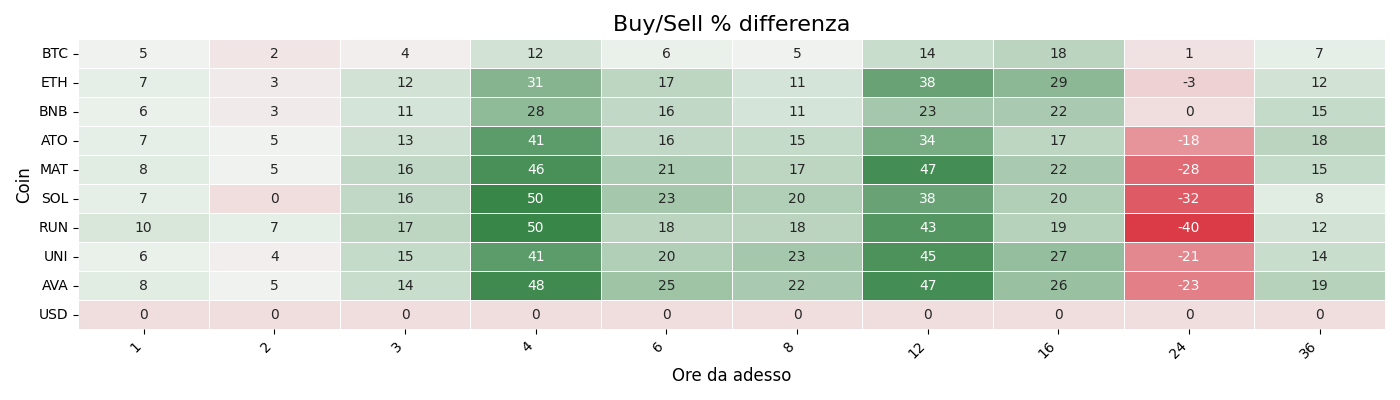 Buy/Sell % differenza
Coin
BTC 5 2 4 12 6 5 14 18 1 7
ETH 7 3 12 31 17 11 38 29 -3 12
BNB 6 3 11 28 16 11 23 22 0 15
ATO 7 5 13 41 16 15 34 17 -18 18
MAT 8 5 16 46 21 17 47 22 -28 15
SOL 7 0 16 50 23 20 38 20 -32 8
RUN 10 7 17 50 18 18 43 19 -40 12
UNI 6 4 15 41 20 23 45 27 -21 14
AVA 8 5 14 48 25 22 47 26 -23 19
USD 0 0 0 0 0 0 0 0 0 0
1 2 3 4 6 8 12 16 24 36
Ore da adesso